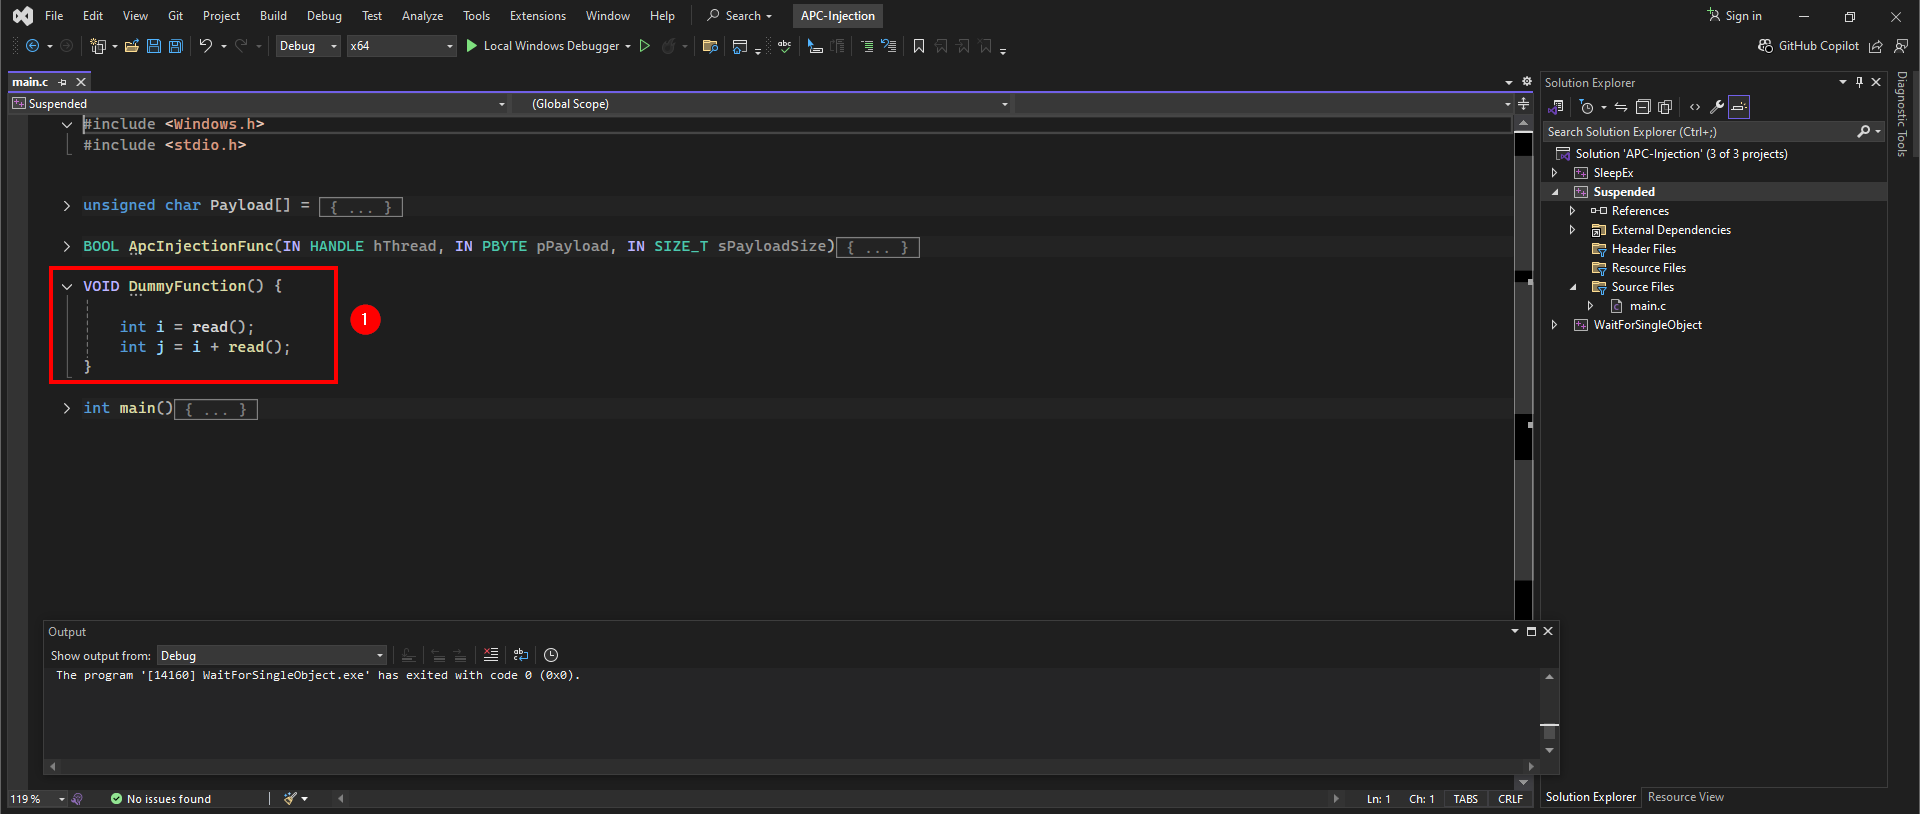 File Edit View Git Project Build Debug Test Analyze Tools Extensions Window Help Search APC-Injection Sign in
Debug x64 Local Windows Debugger GitHub Copilot
main.c
Suspended (Global Scope)
#include <Windows.h>
#include <stdio.h>
unsigned char Payload[] = { ... }
BOOL ApcInjectionFunc(IN HANDLE hThread, IN PBYTE pPayload, IN SIZE_T sPayloadSize){ ... }
VOID DummyFunction() {
int i = read();
int j = i + read();
}
1
int main(){ ... }
Output
Show output from: Debug
The program '[14160] WaitForSingleObject.exe' has exited with code 0 (0x0).
119 % No issues found Ln: 1 Ch: 1 TABS CRLF
Solution Explorer
Search Solution Explorer (Ctrl+;)
Solution 'APC-Injection' (3 of 3 projects)
SleepEx
Suspended
References
External Dependencies
Header Files
Resource Files
Source Files
main.c
WaitForSingleObject
Solution Explorer Resource View
Diagnostic Tools